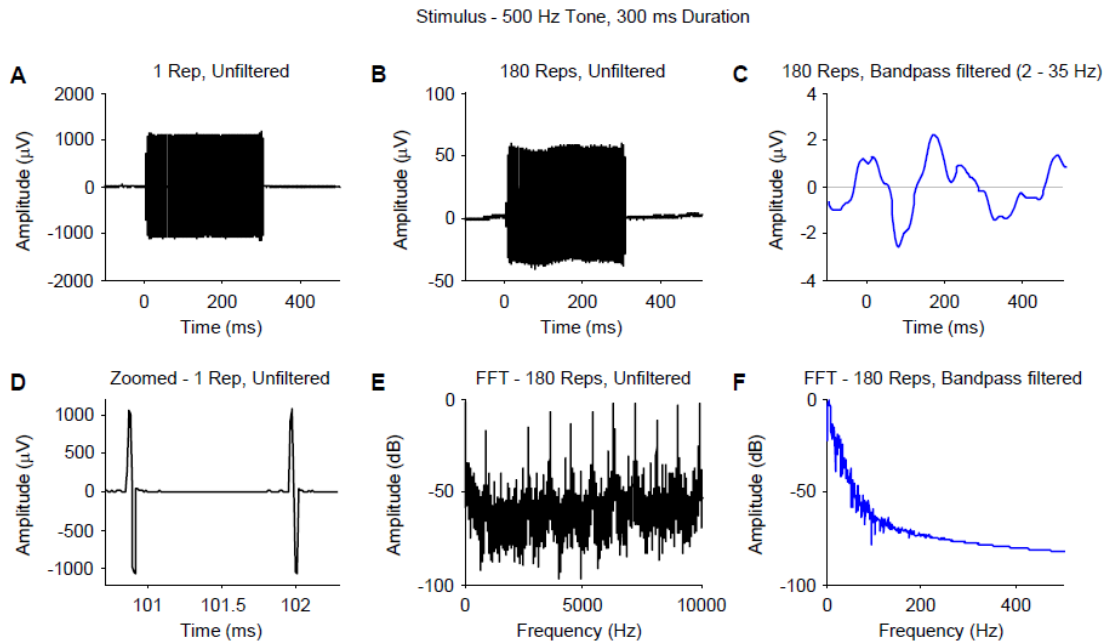 Stimulus - 500 Hz Tone, 300 ms Duration
A
1 Rep, Unfiltered
2000
1000
0
-1000
-2000
Amplitude (μV)
0 200 400
Time (ms)
B
180 Reps, Unfiltered
100
50
0
-50
Amplitude (μV)
0 200 400
Time (ms)
C
180 Reps, Bandpass filtered (2 - 35 Hz)
4
2
0
-2
-4
Amplitude (μV)
0 200 400
Time (ms)
D
Zoomed - 1 Rep, Unfiltered
1000
500
0
-500
-1000
Amplitude (μV)
101 101.5 102
Time (ms)
E
FFT - 180 Reps, Unfiltered
0
-50
-100
Amplitude (dB)
0 5000 10000
Frequency (Hz)
F
FFT - 180 Reps, Bandpass filtered
0
-50
-100
Amplitude (dB)
0 200 400
Frequency (Hz)